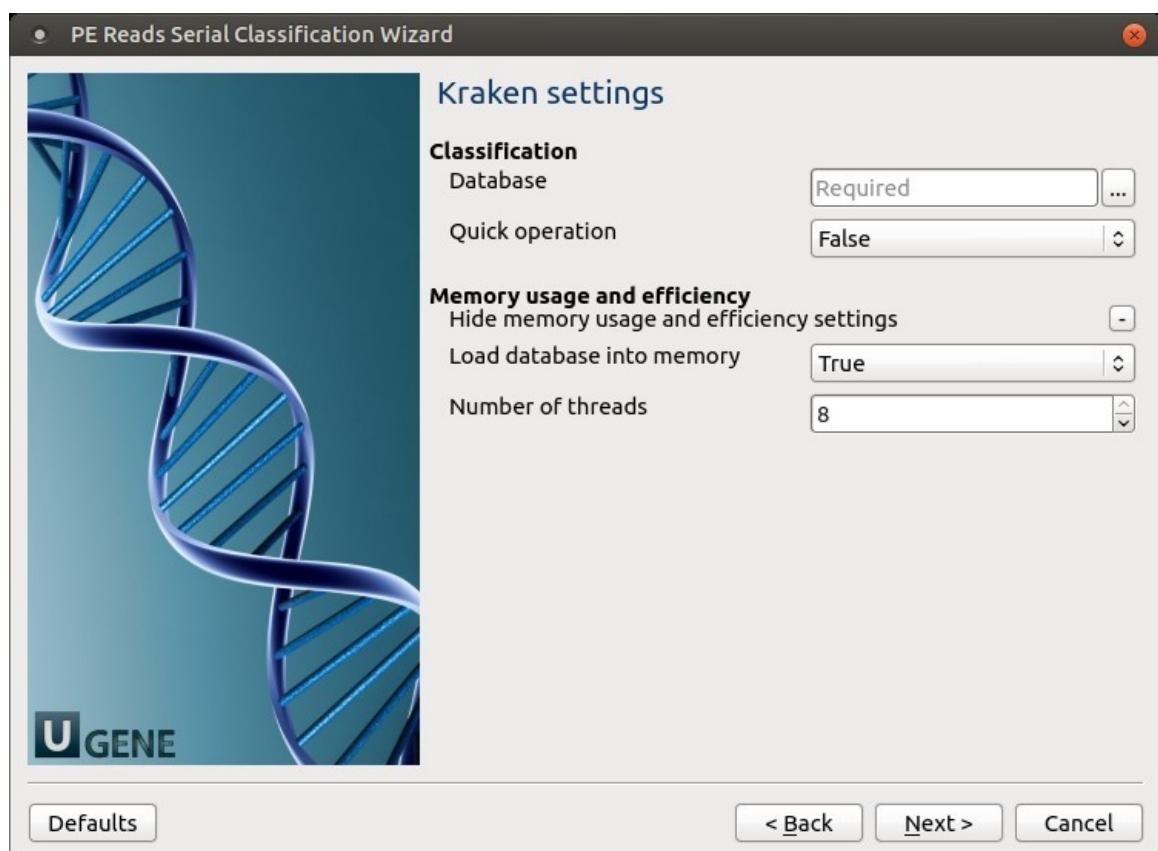 PE Reads Serial Classification Wizard
Kraken settings
Classification
Database Required ...
Quick operation False
Memory usage and efficiency
Hide memory usage and efficiency settings -
Load database into memory True
Number of threads 8
U GENE
Defaults < Back Next > Cancel